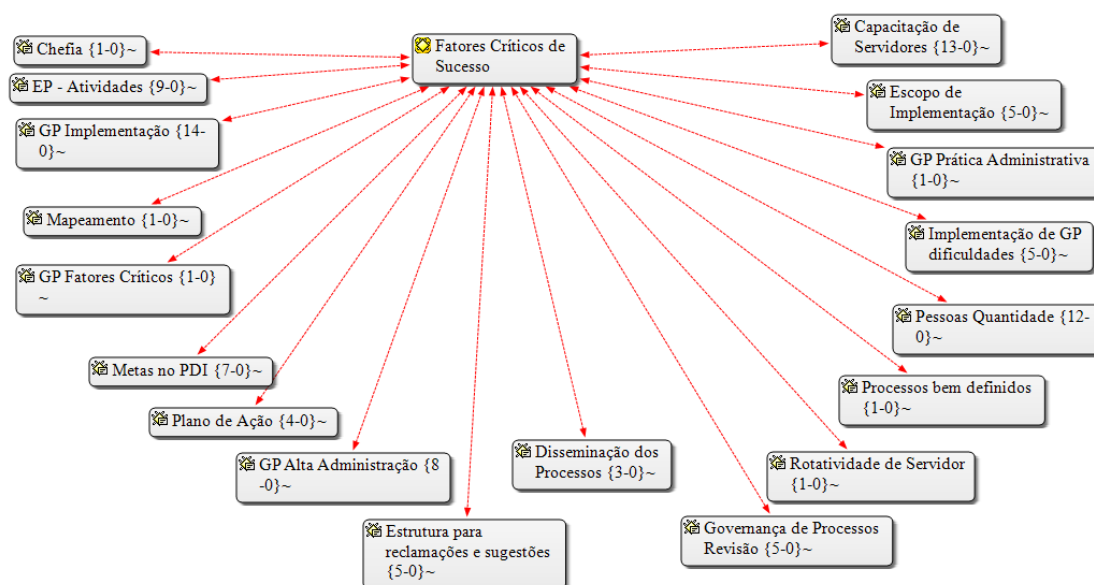 Fatores Críticos de
Sucesso
Chefia {1-0}~
EP - Atividades {9-0}~
GP Implementação {14-
0}~
Mapeamento {1-0}~
GP Fatores Críticos {1-0}
~
Metas no PDI {7-0}~
Plano de Ação {4-0}~
GP Alta Administração {8
-0}~
Estrutura para
reclamações e sugestões
{5-0}~
Disseminação dos
Processos {3-0}~
Governança de Processos
Revisão {5-0}~
Rotatividade de Servidor
{1-0}~
Processos bem definidos
{1-0}~
Pessoas Quantidade {12-
0}~
Implementação de GP
dificuldades {5-0}~
GP Prática Administrativa
{1-0}~
Escopo de
Implementação {5-0}~
Capacitação de
Servidores {13-0}~